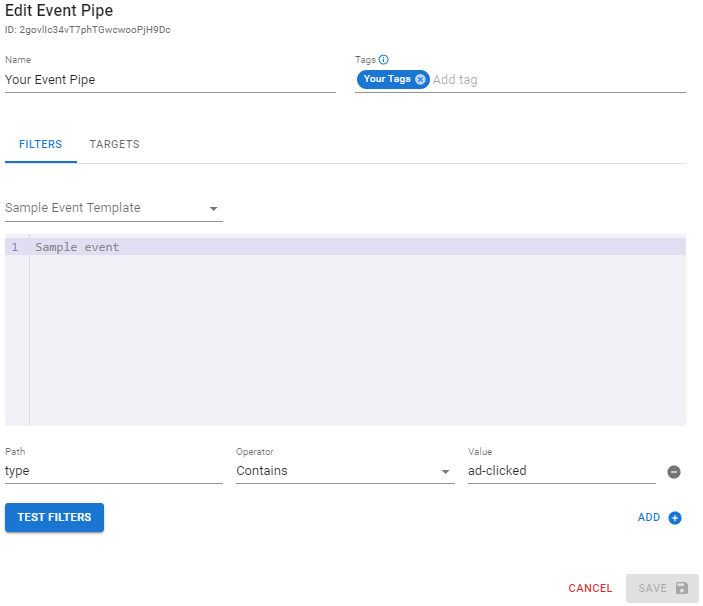 Edit Event Pipe
ID: 2govlIc34vT7phTGwcwooPjH9Dc
Name
Tags
Your Event Pipe
Your Tags
Add tag
FILTERS
TARGETS
Sample Event Template
1
Sample event
Path
Operator
Value
type
Contains
ad-clicked
TEST FILTERS
ADD
CANCEL
SAVE